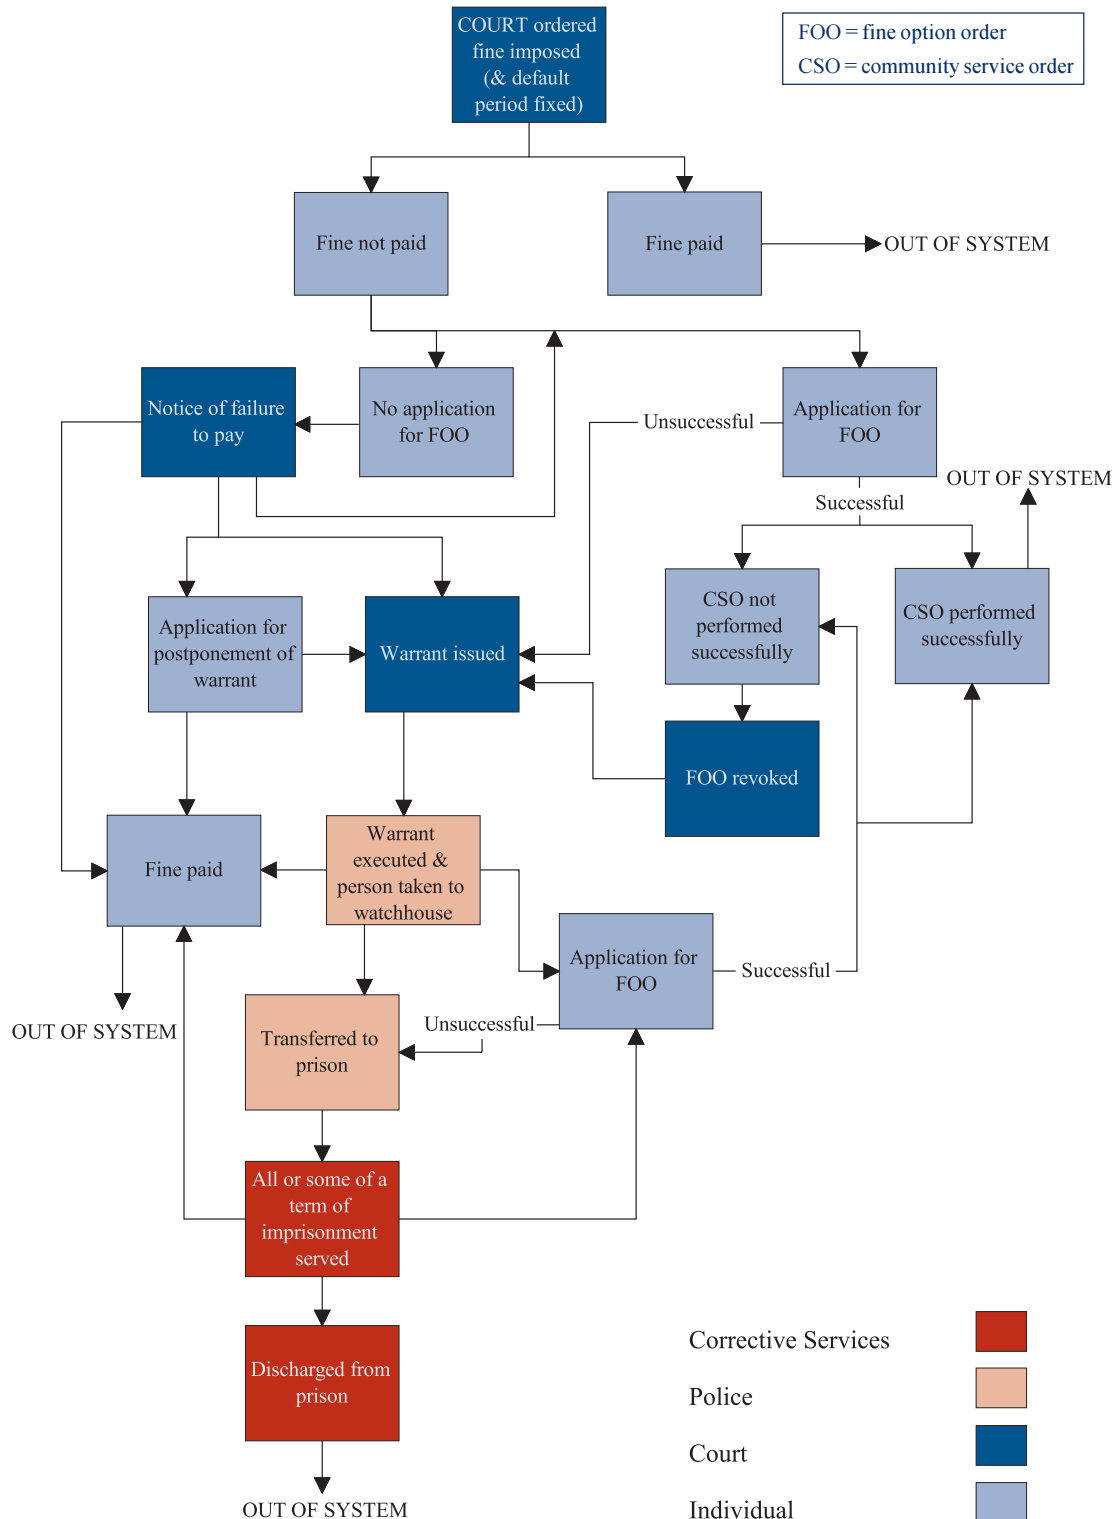 COURT ordered
fine imposed
(& default
period fixed)
FOO = fine option order
CSO = community service order
Fine not paid
Fine paid
OUT OF SYSTEM
Notice of failure
to pay
No application
for FOO
Unsuccessful
Application for
FOO
OUT OF SYSTEM
Successful
Application for
postponement of
warrant
Warrant issued
CSO not
performed
successfully
CSO performed
successfully
FOO revoked
Fine paid
Warrant
executed &
person taken to
watchhouse
Application for
FOO
Successful
OUT OF SYSTEM
Unsuccessful
Transferred to
prison
All or some of a
term of
imprisonment
served
Discharged from
prison
OUT OF SYSTEM
Corrective Services
Police
Court
Individual